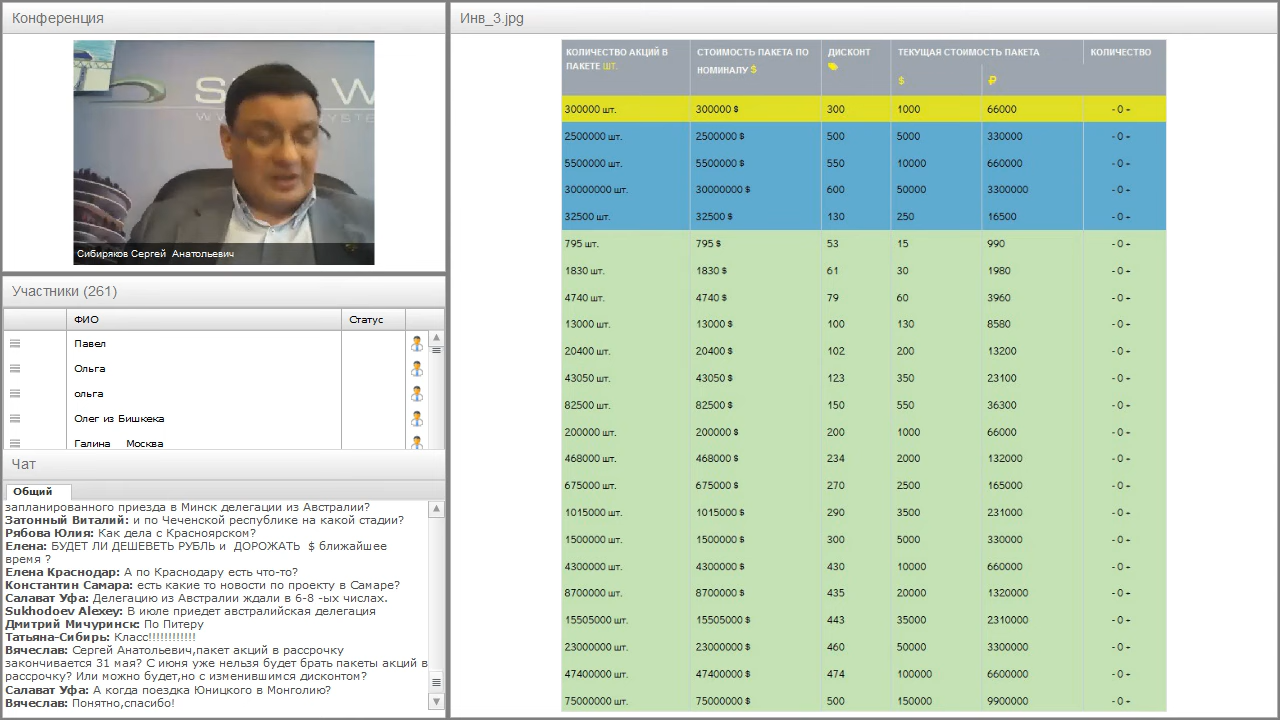 Конференция
S W
Сибиряков Сергей Анатольевич
Участники (261)
ФИО Статус
Павел
Ольга
ольга
Олег из Бишкека
Галина Москва
Чат
Общий
запланированного приезда в Минск делегации из Австралии?
Затонный Виталий: и по Чеченской республике на какой стадии?
Рябова Юлия: Как дела с Красноярском?
Елена: БУДЕТ ЛИ ДЕШЕВЕТЬ РУБЛЬ и ДОРОЖАТЬ $ ближайшее
время ?
Елена Краснодар: А по Краснодару есть что-то?
Константин Самара: есть какие то новости по проекту в Самаре?
Салават Уфа: Делегацию из Австралии ждали в 6-8 -ых числах.
Sukhodoev Alexey: В июле приедет австралийская делегация
Дмитрий Мичуринск: По Питеру
Татьяна-Сибирь: Класс!!!!!!!!!!!!
Вячеслав: Сергей Анатольевич,пакет акций в рассрочку
закончивается 31 мая? С июня уже нельзя будет брать пакеты акций в
рассрочку? Или можно будет,но с изменившимся дисконтом?
Салават Уфа: А когда поездка Юницкого в Монголию?
Вячеслав: Понятно,спасибо!
Инв_3.jpg
КОЛИЧЕСТВО АКЦИЙ В СТОИМОСТЬ ПАКЕТА ПО ДИСКОНТ ТЕКУЩАЯ СТОИМОСТЬ ПАКЕТА КОЛИЧЕСТВО
ПАКЕТЕ ШТ. НОМИНАЛУ $ $ ₽
300000 шт. 300000 $ 300 1000 66000 - 0 +
2500000 шт. 2500000 $ 500 5000 330000 - 0 +
5500000 шт. 5500000 $ 550 10000 660000 - 0 +
30000000 шт. 30000000 $ 600 50000 3300000 - 0 +
32500 шт. 32500 $ 130 250 16500 - 0 +
795 шт. 795 $ 53 15 990 - 0 +
1830 шт. 1830 $ 61 30 1980 - 0 +
4740 шт. 4740 $ 79 60 3960 - 0 +
13000 шт. 13000 $ 100 130 8580 - 0 +
20400 шт. 20400 $ 102 200 13200 - 0 +
43050 шт. 43050 $ 123 350 23100 - 0 +
82500 шт. 82500 $ 150 550 36300 - 0 +
200000 шт. 200000 $ 200 1000 66000 - 0 +
468000 шт. 468000 $ 234 2000 132000 - 0 +
675000 шт. 675000 $ 270 2500 165000 - 0 +
1015000 шт. 1015000 $ 290 3500 231000 - 0 +
1500000 шт. 1500000 $ 300 5000 330000 - 0 +
4300000 шт. 4300000 $ 430 10000 660000 - 0 +
8700000 шт. 8700000 $ 435 20000 1320000 - 0 +
15505000 шт. 15505000 $ 443 35000 2310000 - 0 +
23000000 шт. 23000000 $ 460 50000 3300000 - 0 +
47400000 шт. 47400000 $ 474 100000 6600000 - 0 +
75000000 шт. 75000000 $ 500 150000 9900000 - 0 +